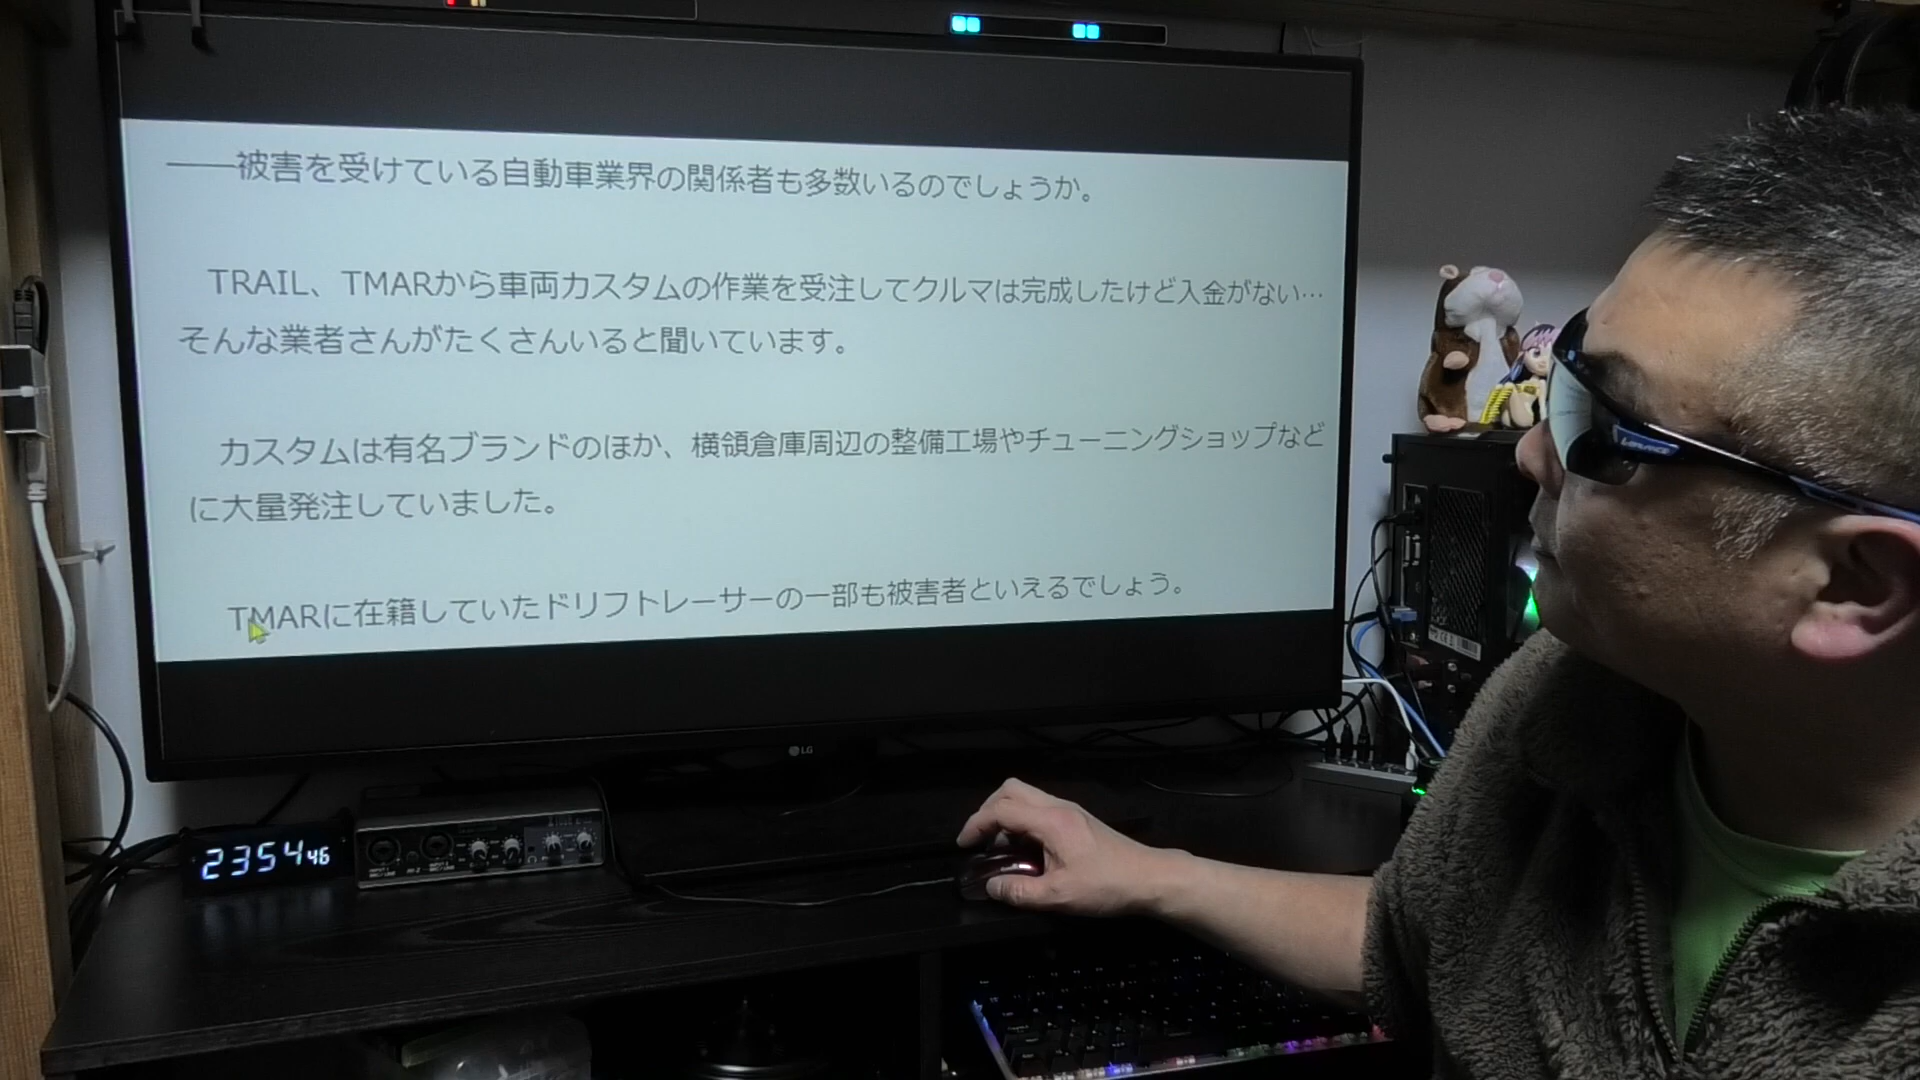 ――被害を受けている自動車業界の関係者も多数いるのでしょうか。
TRAIL、TMARから車両カスタムの作業を受注してクルマは完成したけど入金がない…
そんな業者さんがたくさんいると聞いています。
カスタムは有名ブランドのほか、横領倉庫周辺の整備工場やチューニングショップなど
に大量発注していました。
TMARに在籍していたドリフトレーサーの一部も被害者といえるでしょう。
LG
235446